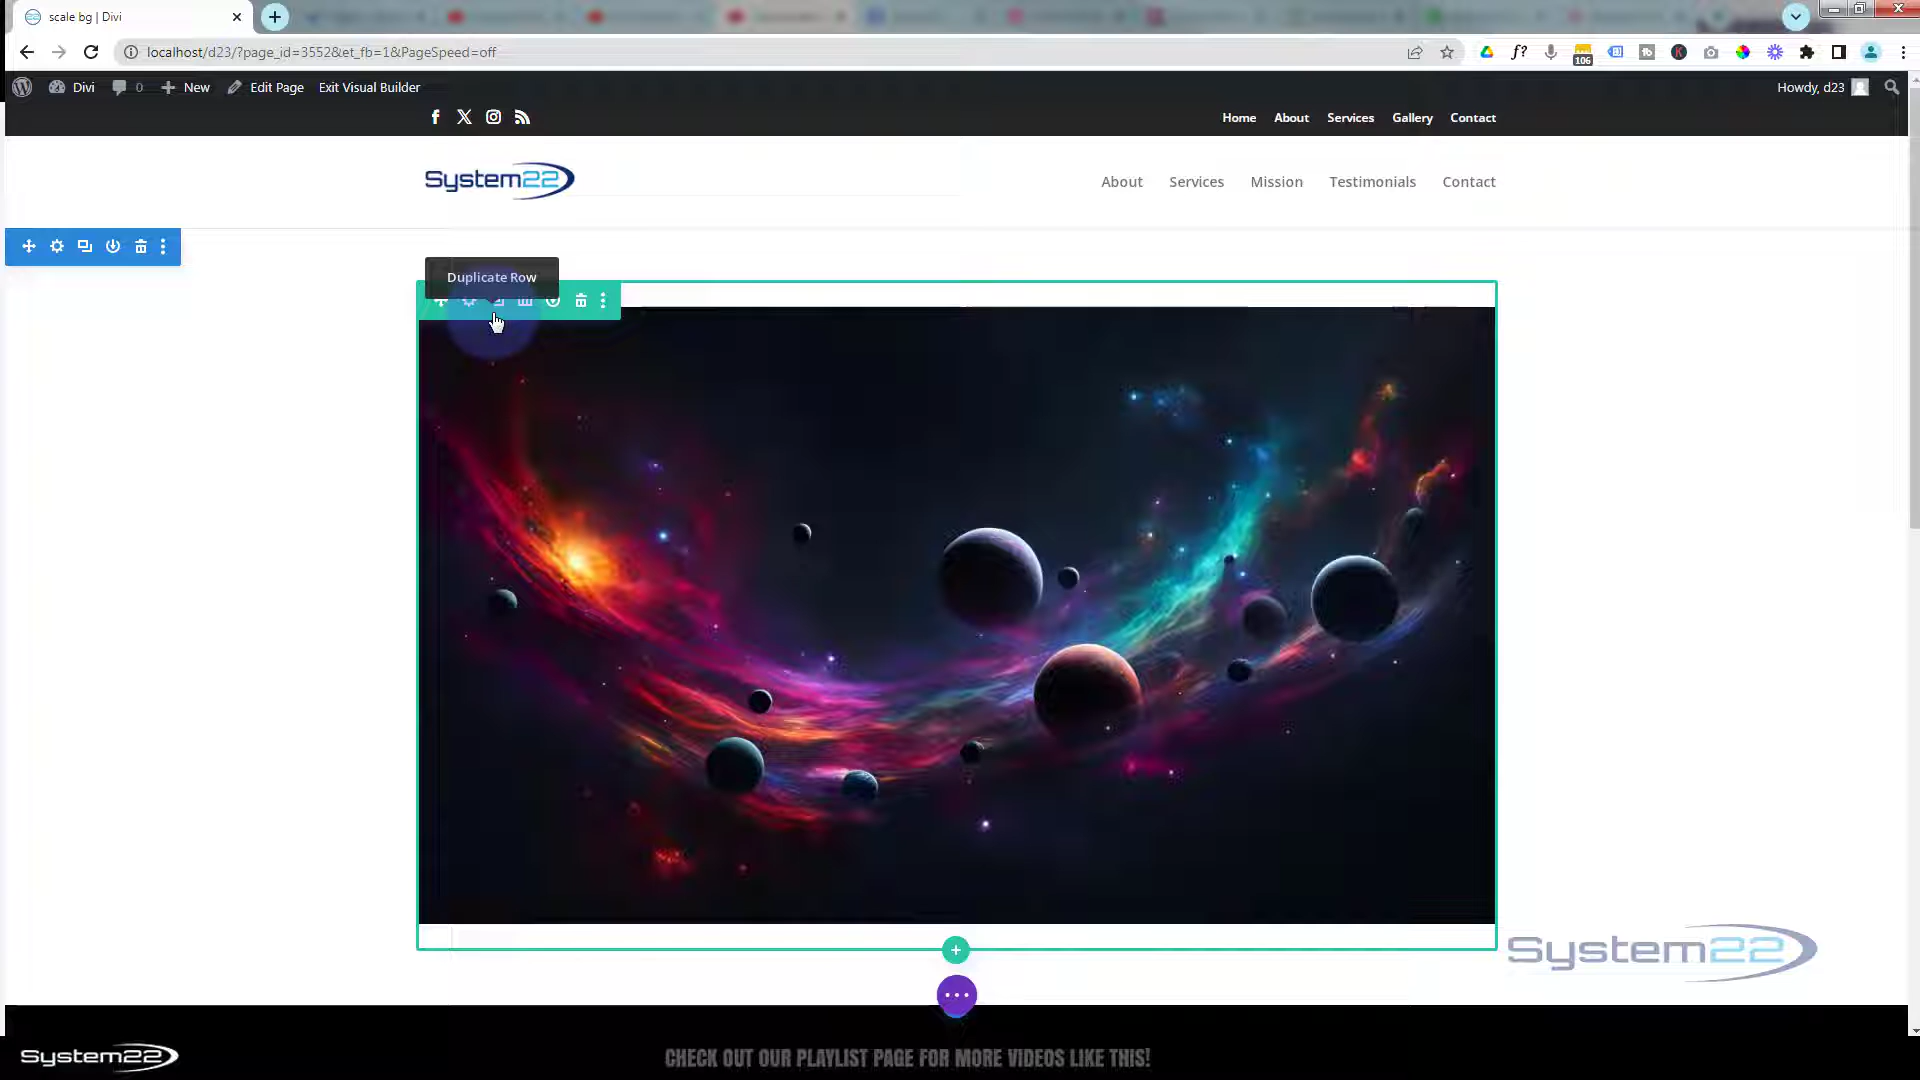 scale bg | Divi
localhost/d23/?page_id=3552&et_fb=1&PageSpeed=off
106
Divi
0
New
Edit Page
Exit Visual Builder
Howdy, d23
Home
About
Services
Gallery
Contact
System22
About
Services
Mission
Testimonials
Contact
Duplicate Row
System22
System22
CHECK OUT OUR PLAYLIST PAGE FOR MORE VIDEOS LIKE THIS!